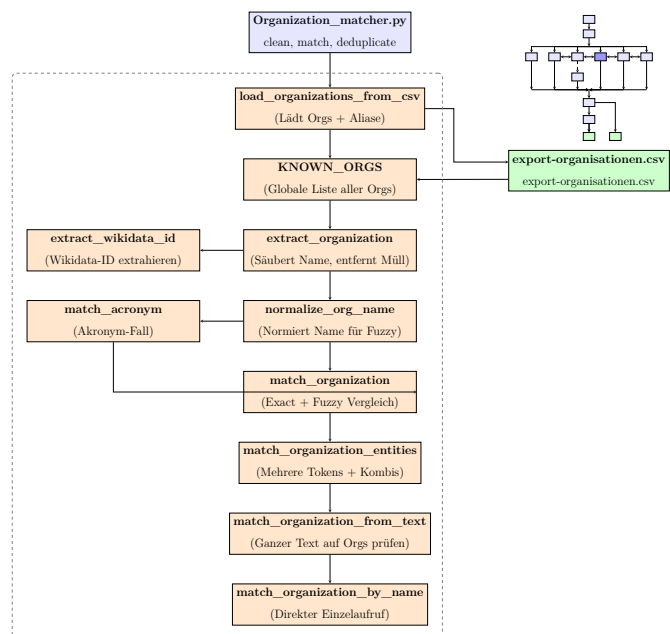 Organization_matcher.py
clean, match, deduplicate
load_organizations_from_csv
(Lädt Orgs + Aliase)
export-organisationen.csv
export-organisationen.csv
KNOWN_ORGS
(Globale Liste aller Orgs)
extract_wikidata_id
(Wikidata-ID extrahieren)
extract_organization
(Säubert Name, entfernt Müll)
match_acronym
(Akronym-Fall)
normalize_org_name
(Normiert Name für Fuzzy)
match_organization
(Exact + Fuzzy Vergleich)
match_organization_entities
(Mehrere Tokens + Kombis)
match_organization_from_text
(Ganzer Text auf Orgs prüfen)
match_organization_by_name
(Direkter Einzelaufruf)